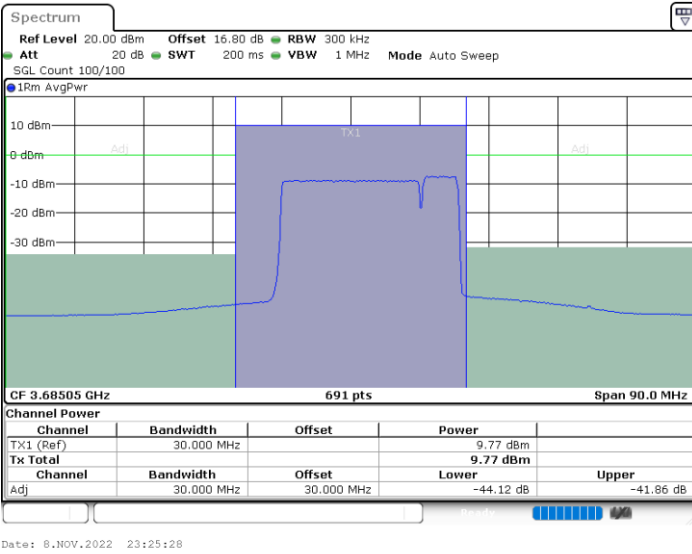 Spectrum
Ref Level 20.00 dBm Offset 16.80 dB RBW 300 kHz
Att 20 dB SWT 200 ms VBW 1 MHz Mode Auto Sweep
SGL Count 100/100
1Rm AvgPwr
10 dBm
TX1
Adj
Adj
0 dBm
-10 dBm
-20 dBm
-30 dBm
CF 3.68505 GHz 691 pts Span 90.0 MHz
Channel Power
Channel Bandwidth Offset Power
TX1 (Ref) 30.000 MHz 9.77 dBm
Tx Total 9.77 dBm
Channel Bandwidth Offset Lower Upper
Adj 30.000 MHz 30.000 MHz -44.12 dB -41.86 dB
Ready
Date: 8.NOV.2022 23:25:28